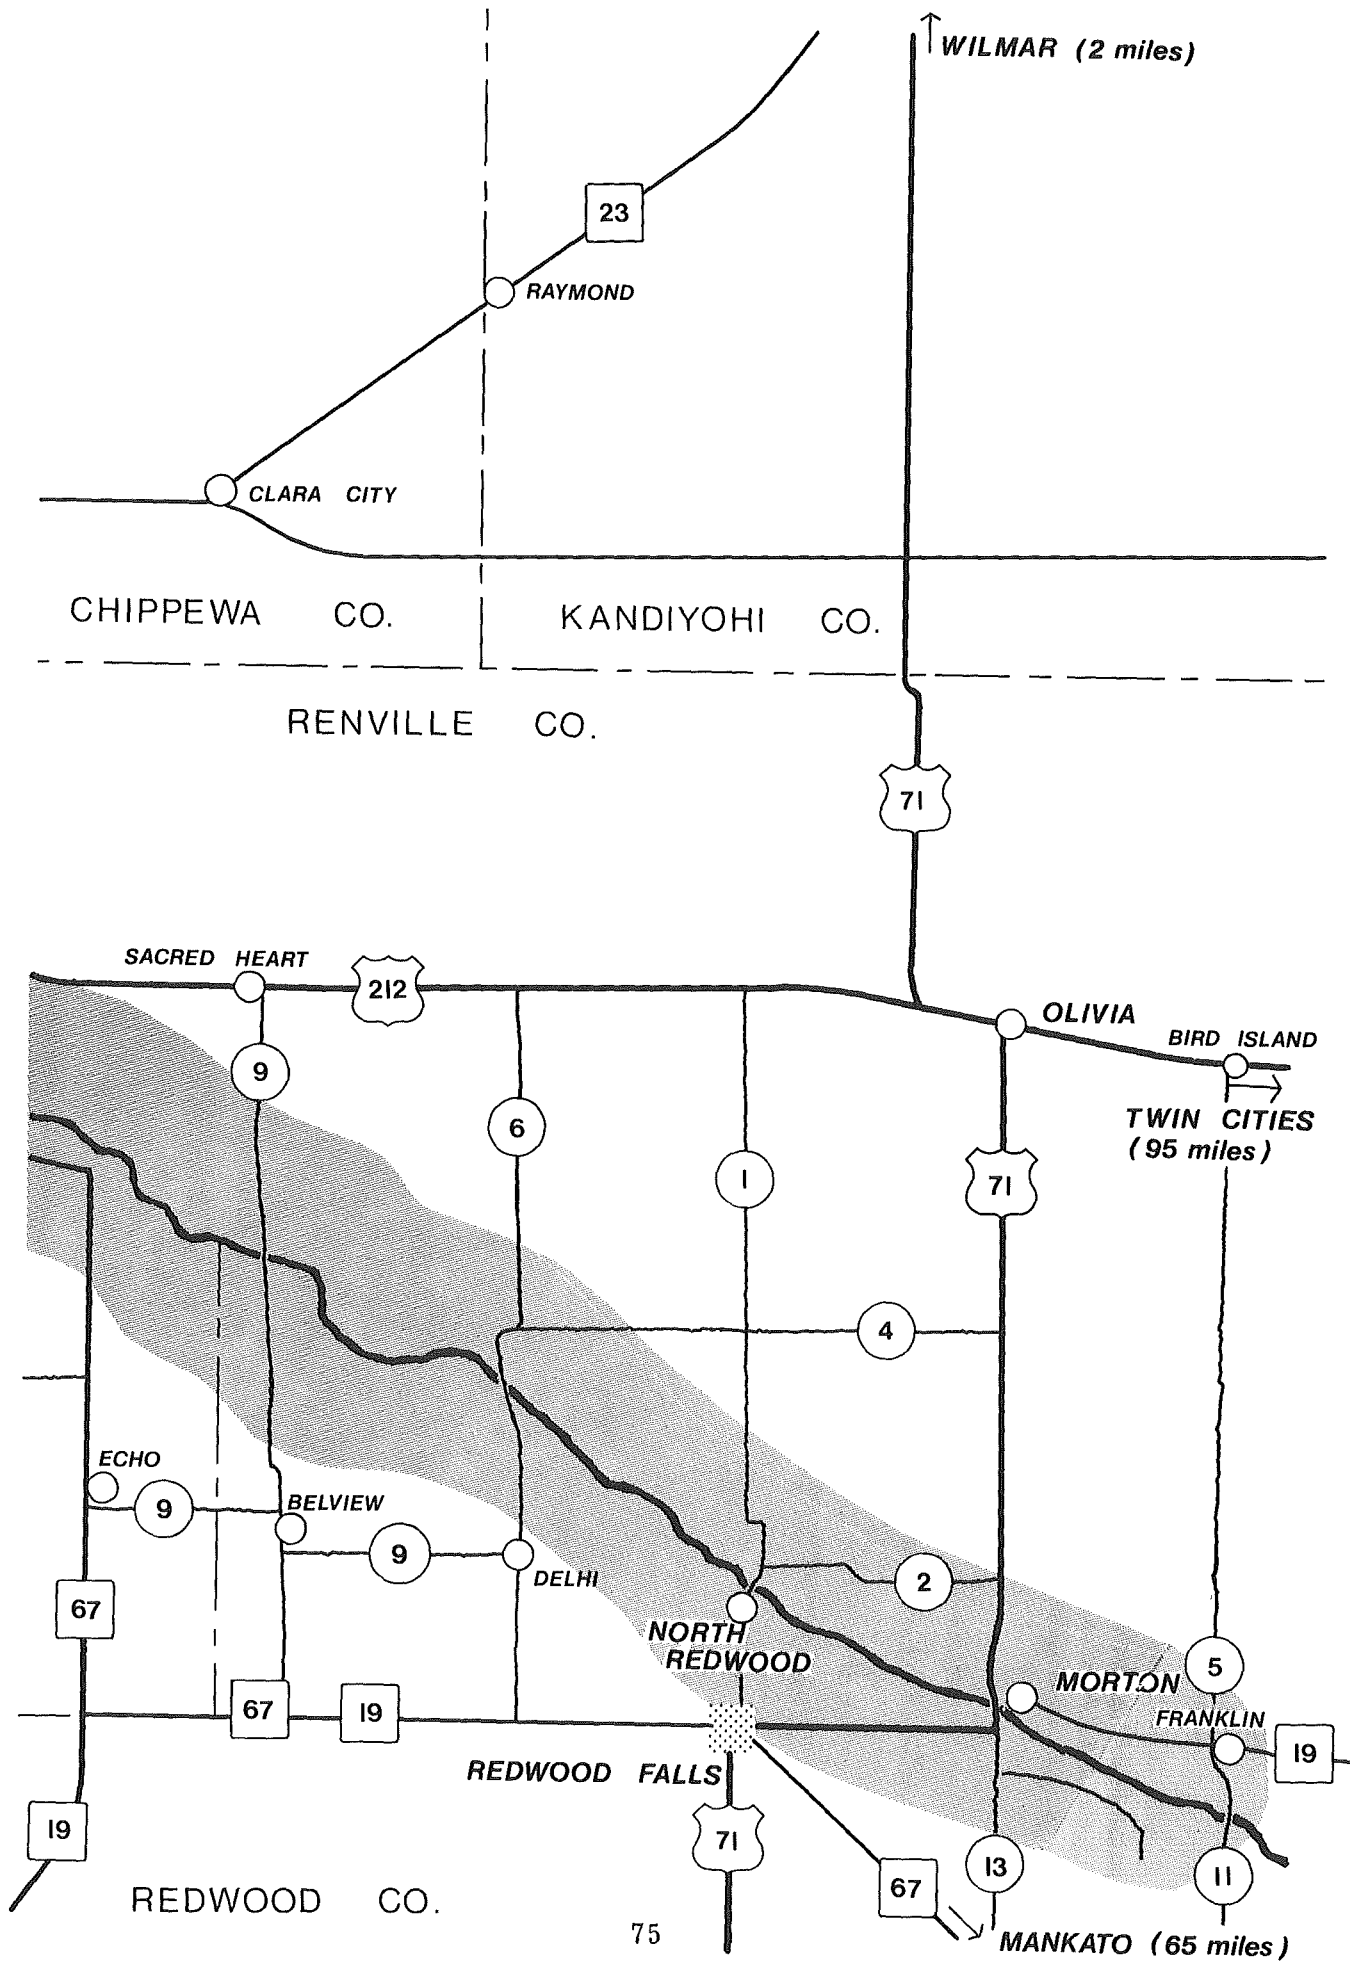 WILMAR (2 miles)
23
RAYMOND
CLARA CITY
CHIPPEWA CO.
KANDIYOHI CO.
RENVILLE CO.
71
SACRED HEART
212
OLIVIA
BIRD ISLAND
9
6
TWIN CITIES
(95 miles)
1
71
4
ECHO
9
BELVIEW
9
DELHI
2
67
NORTH
REDWOOD
5
MORTON
67
19
FRANKLIN
19
REDWOOD FALLS
19
71
13
11
67
REDWOOD CO.
75
MANKATO (65 miles)